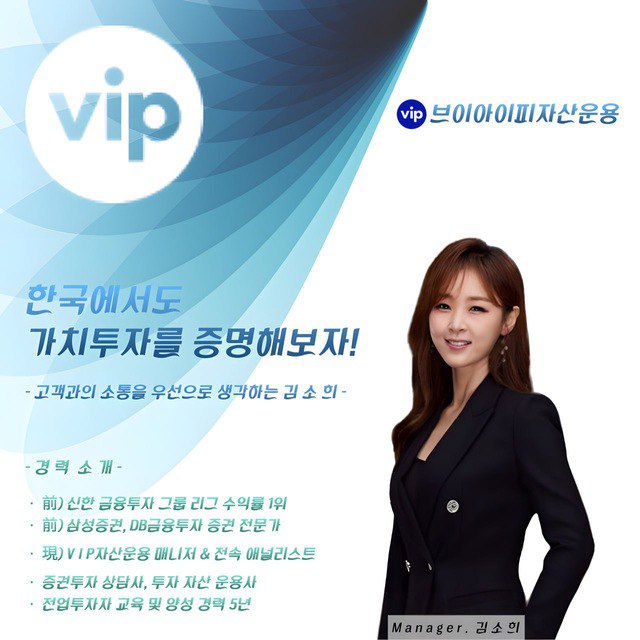 vip
vip 브이아이피자산운용
한국에서도
가치투자를 증명해보자!
- 고객과의 소통을 우선으로 생각하는 김 소 희 -
- 경 력 소 개 -
· 前) 신한 금융투자 그룹 리그 수익률 1위
· 前) 삼성증권, DB금융투자 증권 전문가
· 現) V I P자산운용 매니저 & 전속 애널리스트
· 증권투자 상담사, 투자 자산 운용사
· 전업투자자 교육 및 양성 경력 5년
Manager. 김소희